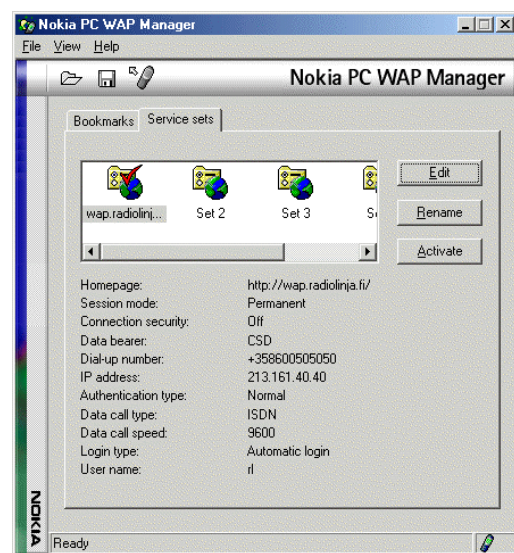 Nokia PC WAP Manager
File View Help
Nokia PC WAP Manager
Bookmarks Service sets
wap.radiolinj... Set 2 Set 3 S
Edit
Rename
Activate
Homepage: http://wap.radiolinja.fi/
Session mode: Permanent
Connection security: Off
Data bearer: CSD
Dial-up number: +358600505050
IP address: 213.161.40.40
Authentication type: Normal
Data call type: ISDN
Data call speed: 9600
Login type: Automatic login
User name: rl
NOKIA
Ready